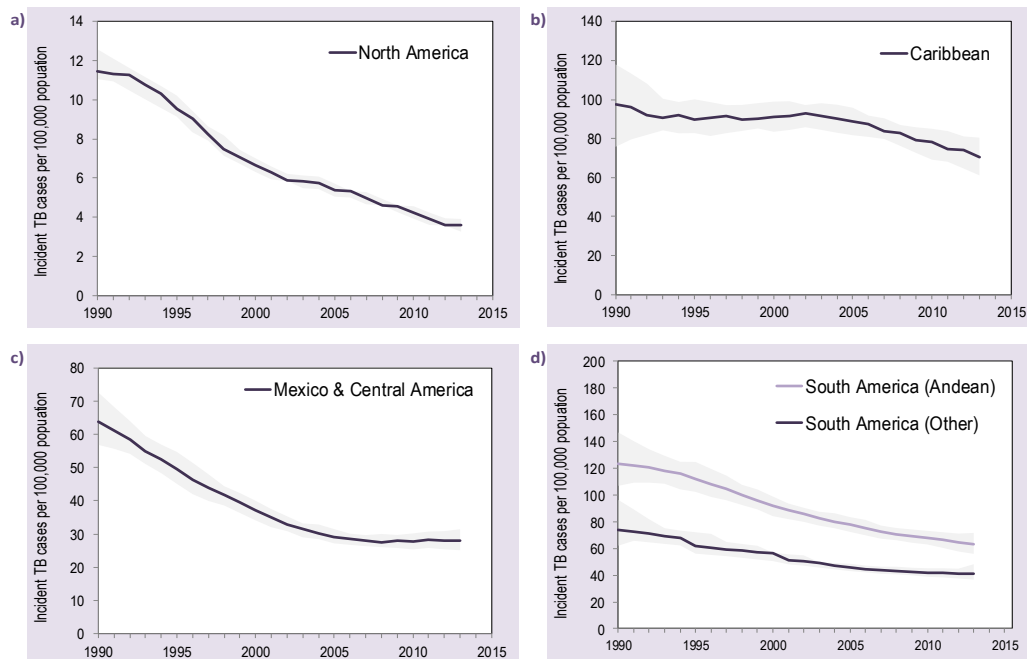 a)
14
12
10
8
6
4
2
0
Incident TB cases per 100,000 popuation
North America
1990 1995 2000 2005 2010 2015
b)
140
120
100
80
60
40
20
0
Incident TB cases per 100,000 popuation
Caribbean
1990 1995 2000 2005 2010 2015
c)
80
70
60
50
40
30
20
10
0
Incident TB cases per 100,000 popuation
Mexico & Central America
1990 1995 2000 2005 2010 2015
d)
200
180
160
140
120
100
80
60
40
20
0
Incident TB cases per 100,000 popuation
South America (Andean)
South America (Other)
1990 1995 2000 2005 2010 2015